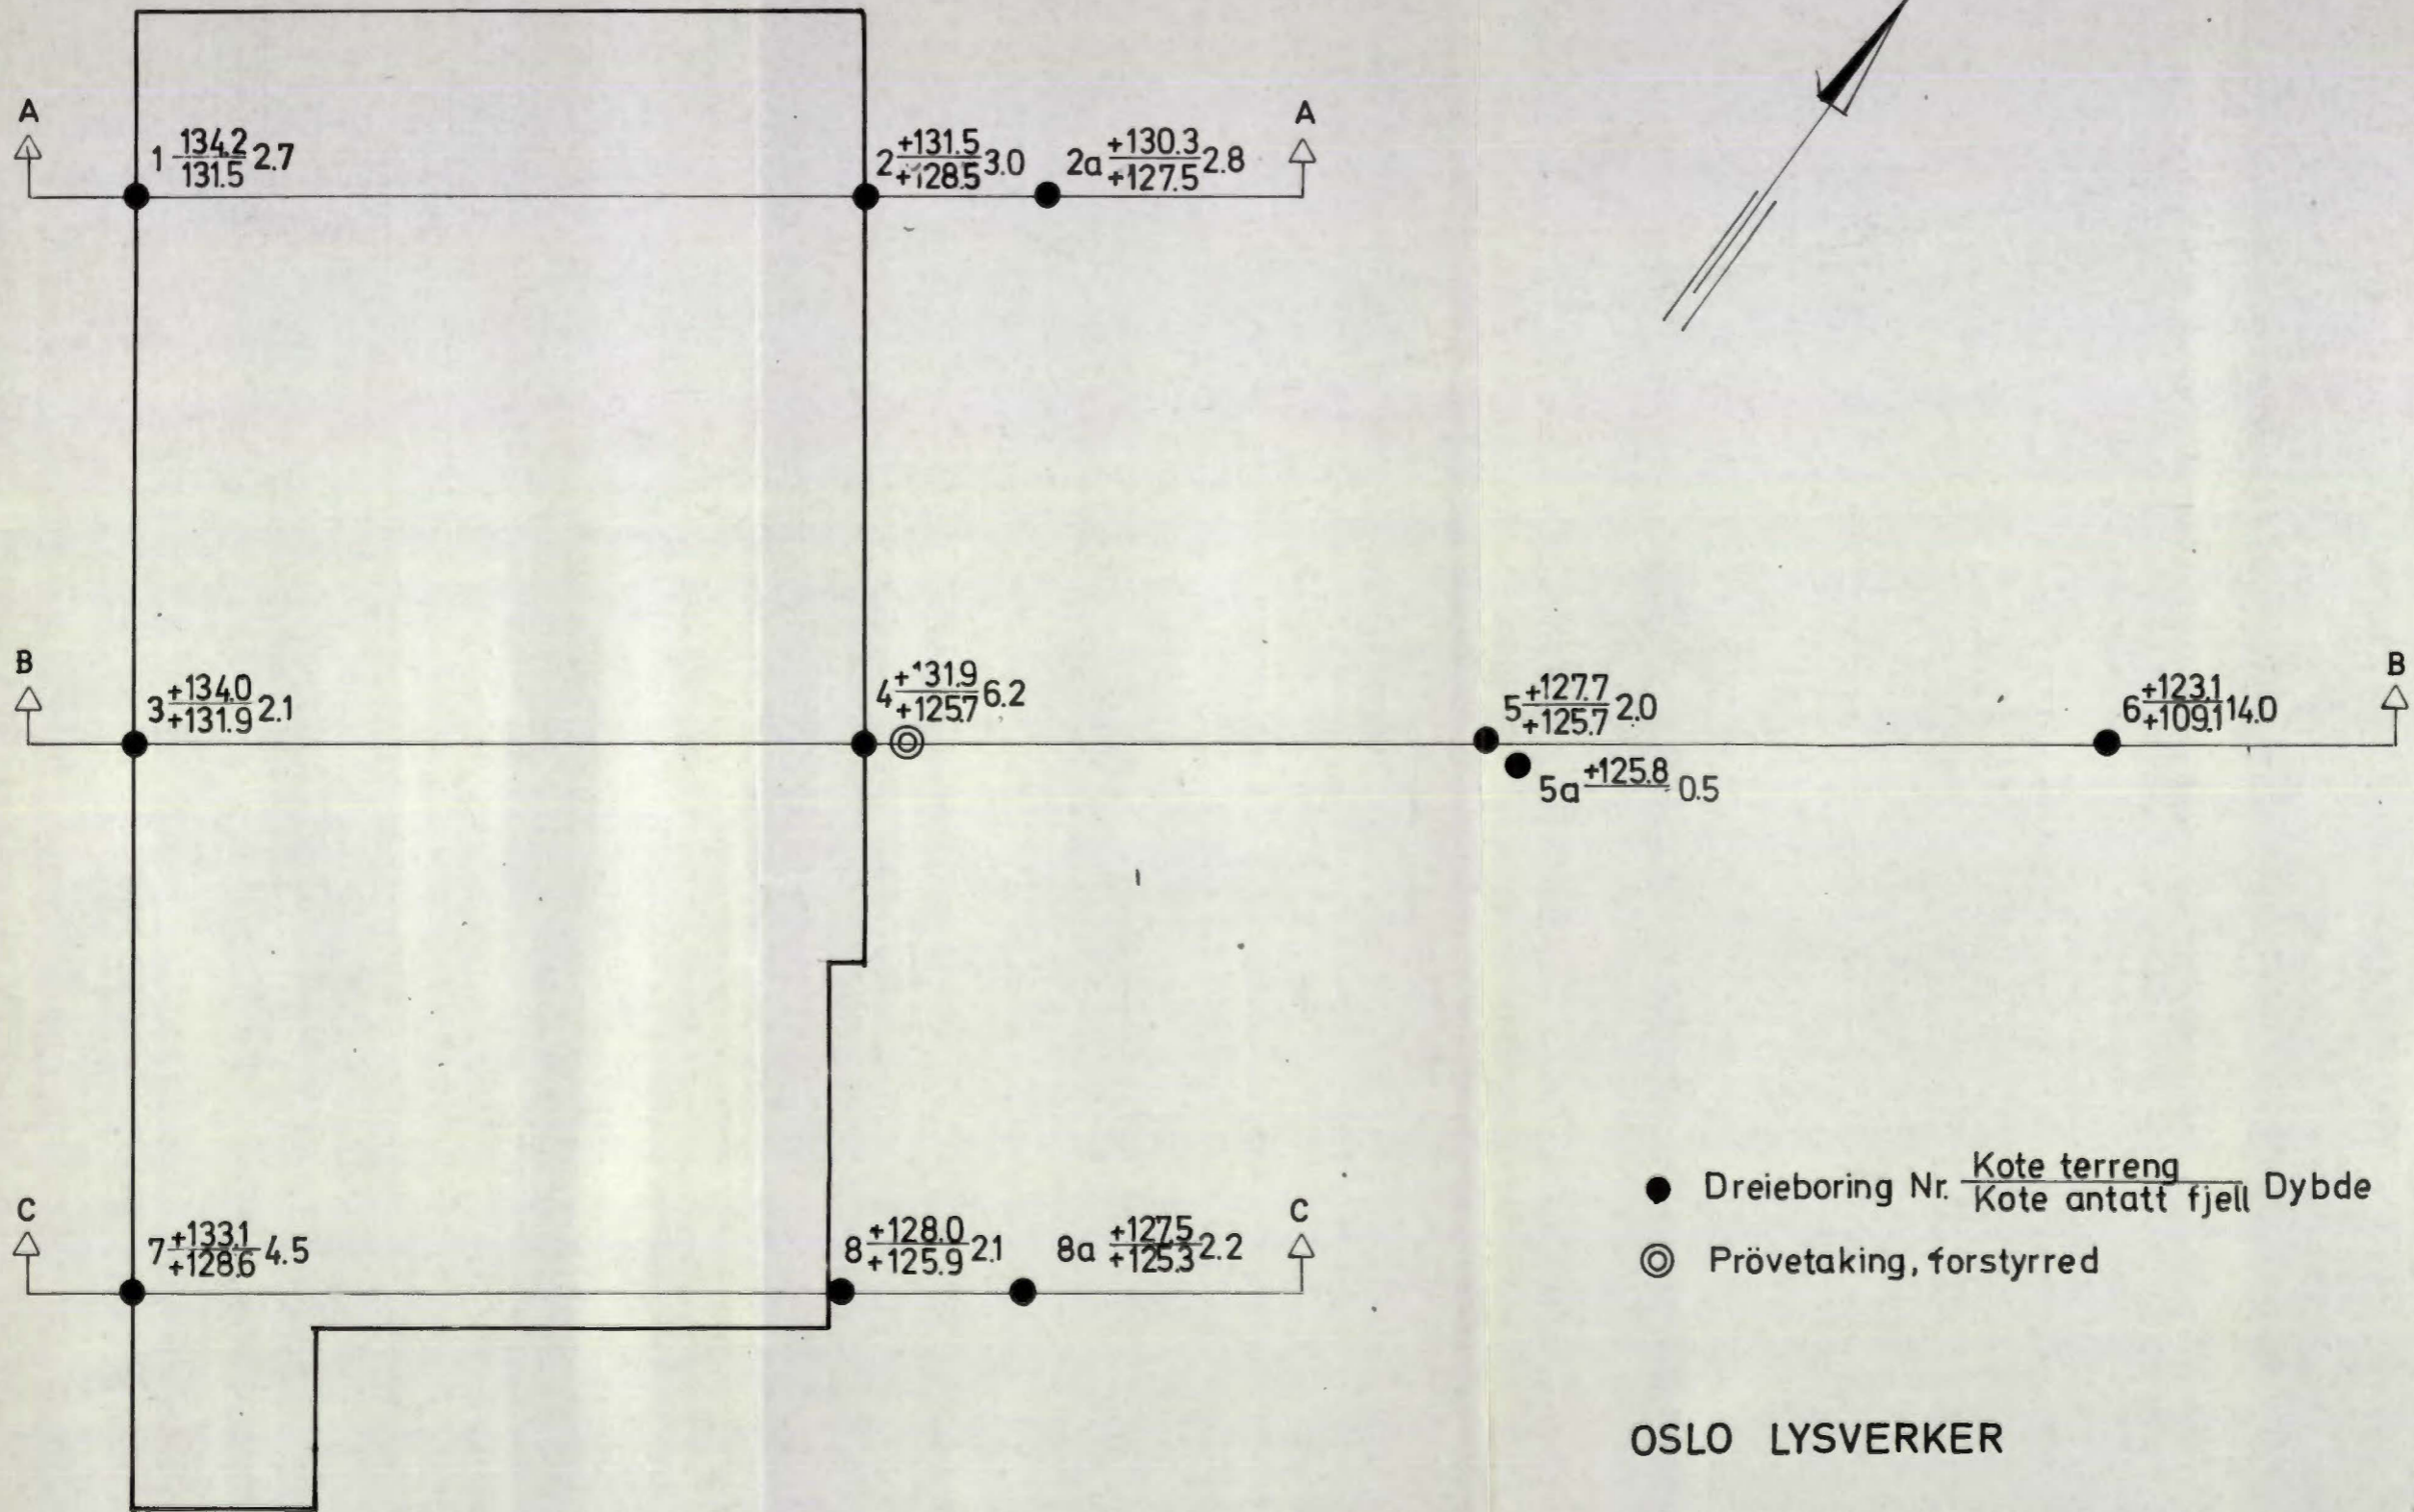 A A
1 134.2 2.7
131.5
2 +131.5 3.0
+128.5
2a +130.3 2.8
+127.5
B B
3 +134.0 2.1
+131.9
4 +131.9 6.2
+125.7
5 +127.7 2.0
+125.7
5a +125.8 0.5
6 +123.1 14.0
+109.1
C C
7 +133.1 4.5
+128.6
8 +128.0 2.1
+125.9
8a +127.5 2.2
+125.3
Dreieboring Nr. Kote terreng Dybde
Kote antatt fjell
Prövetaking, forstyrred
OSLO LYSVERKER